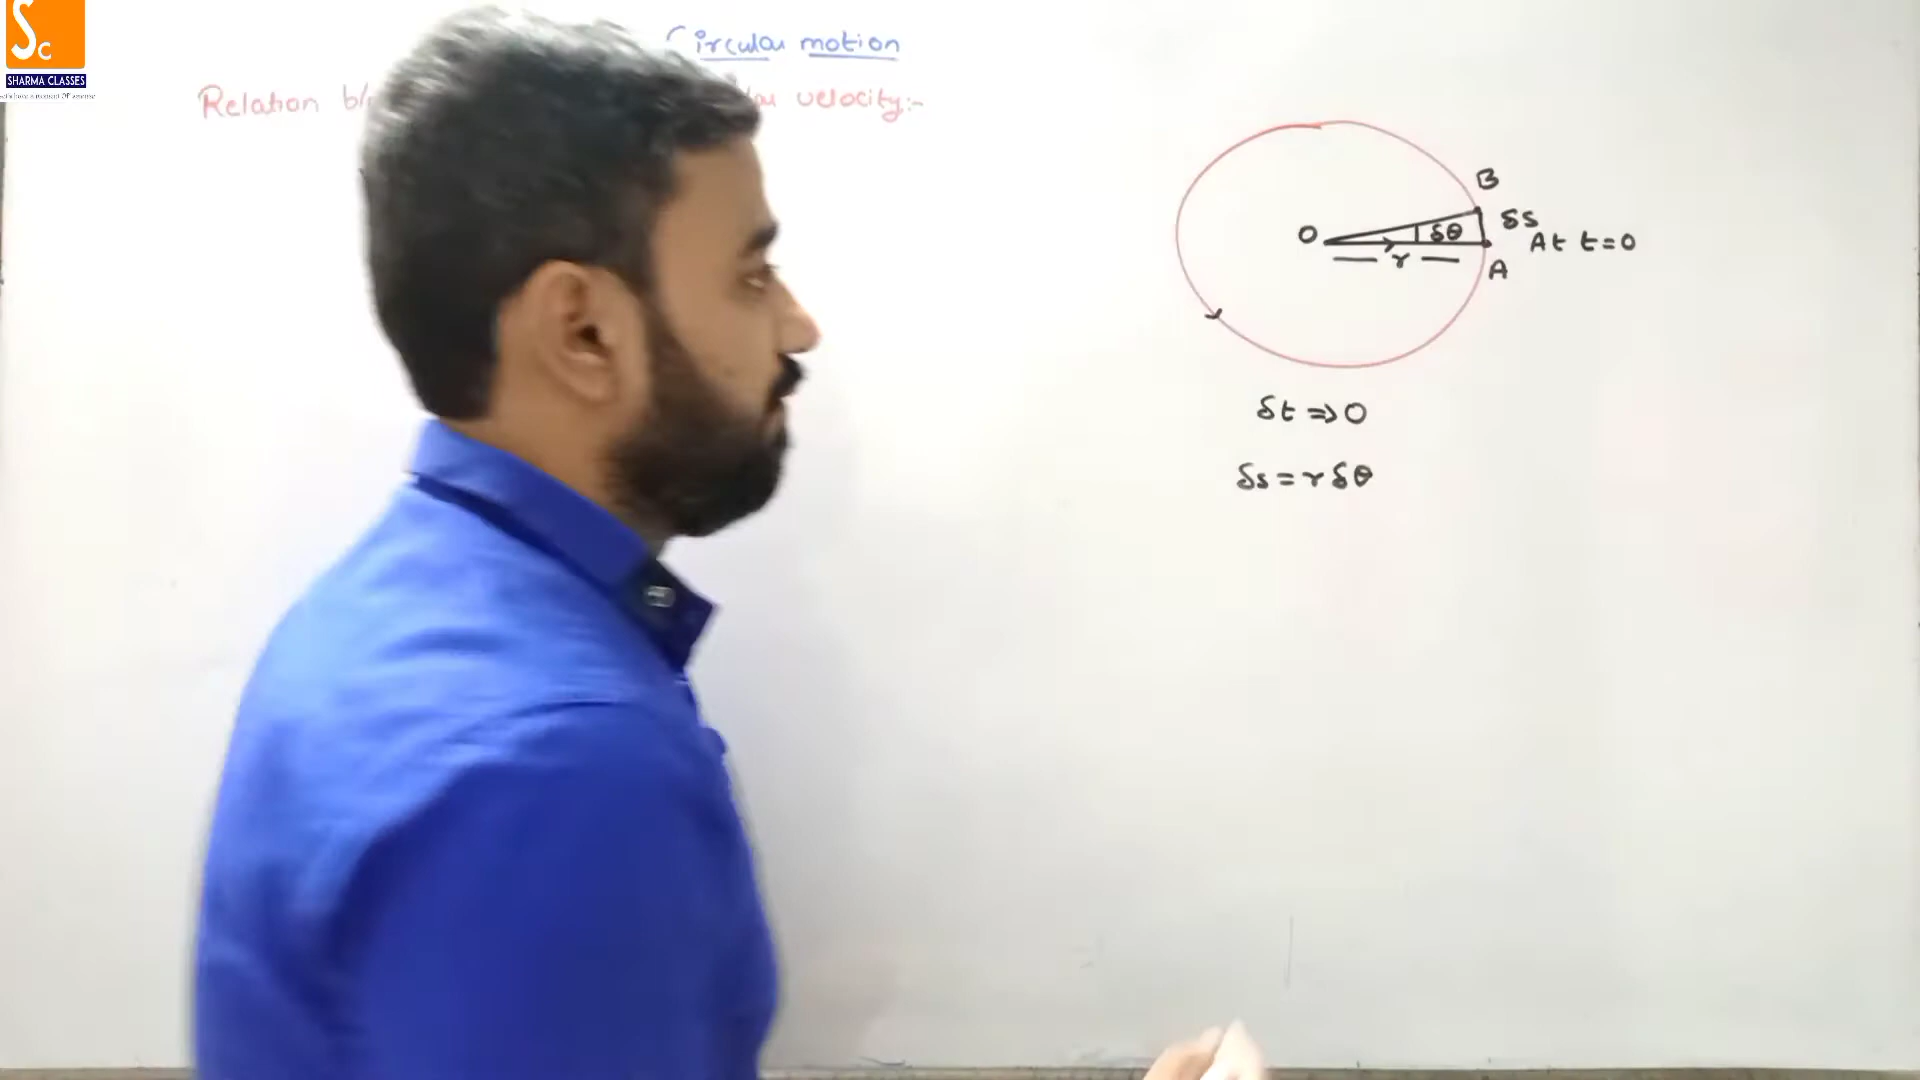 Sc
SHARMA CLASSES
Circular motion
Relation velocity:-
B
δs
O
δθ
At t=0
r
A
δt ⇒ 0
δs = r δθ